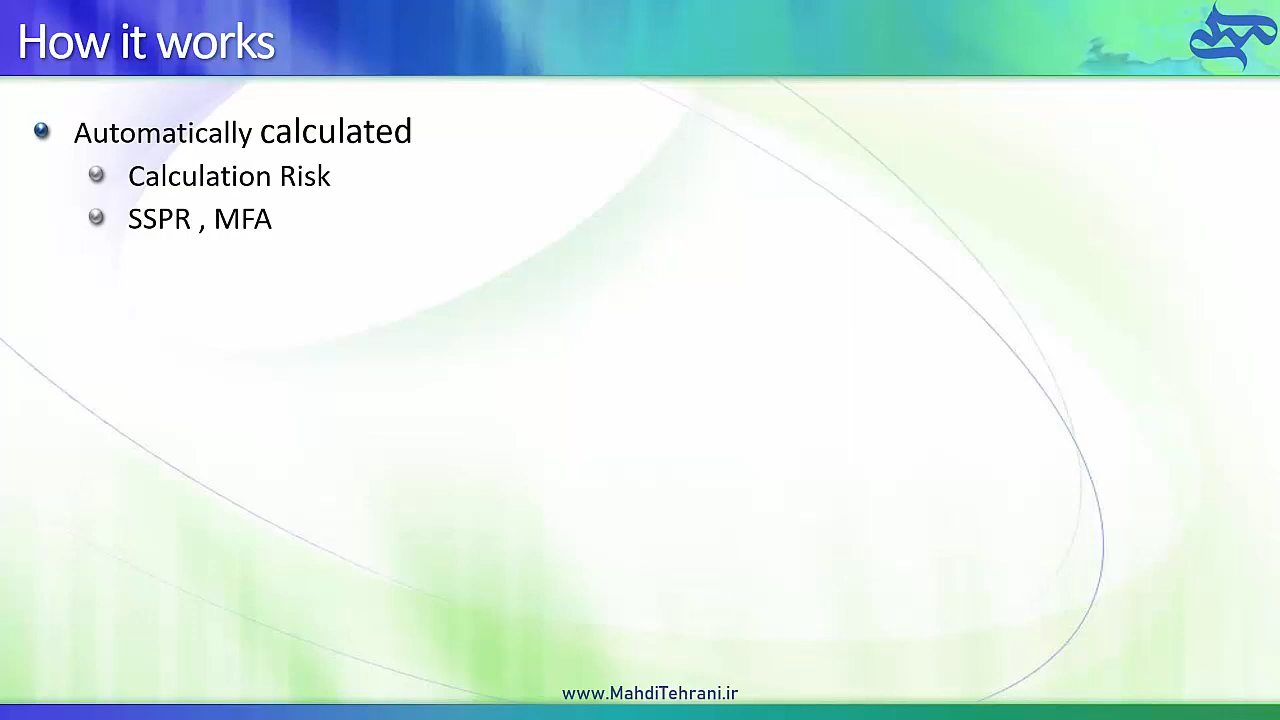 How it works
Automatically calculated
Calculation Risk
SSPR , MFA
www.MahdiTehrani.ir